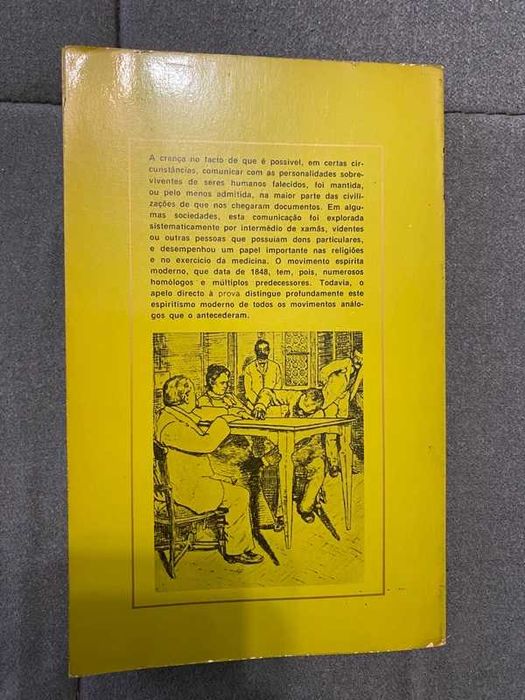 A crença no facto de que é possível, em certas cir-
cunstâncias, comunicar com as personalidades sobre-
viventes de seres humanos falecidos, foi mantida,
ou pelo menos admitida, na maior parte das civili-
zações de que nos chegaram documentos. Em algu-
mas sociedades, esta comunicação foi explorada
sistematicamente por intermédio de xamãs, videntes
ou outras pessoas que possuíam dons particulares,
e desempenhou um papel importante nas religiões
e no exercício da medicina. O movimento espírita
moderno, que data de 1848, tem, pois, numerosos
homólogos e múltiplos predecessores. Todavia, o
apelo directo à prova distingue profundamente este
espiritismo moderno de todos os movimentos análo-
gos que o antecederam.